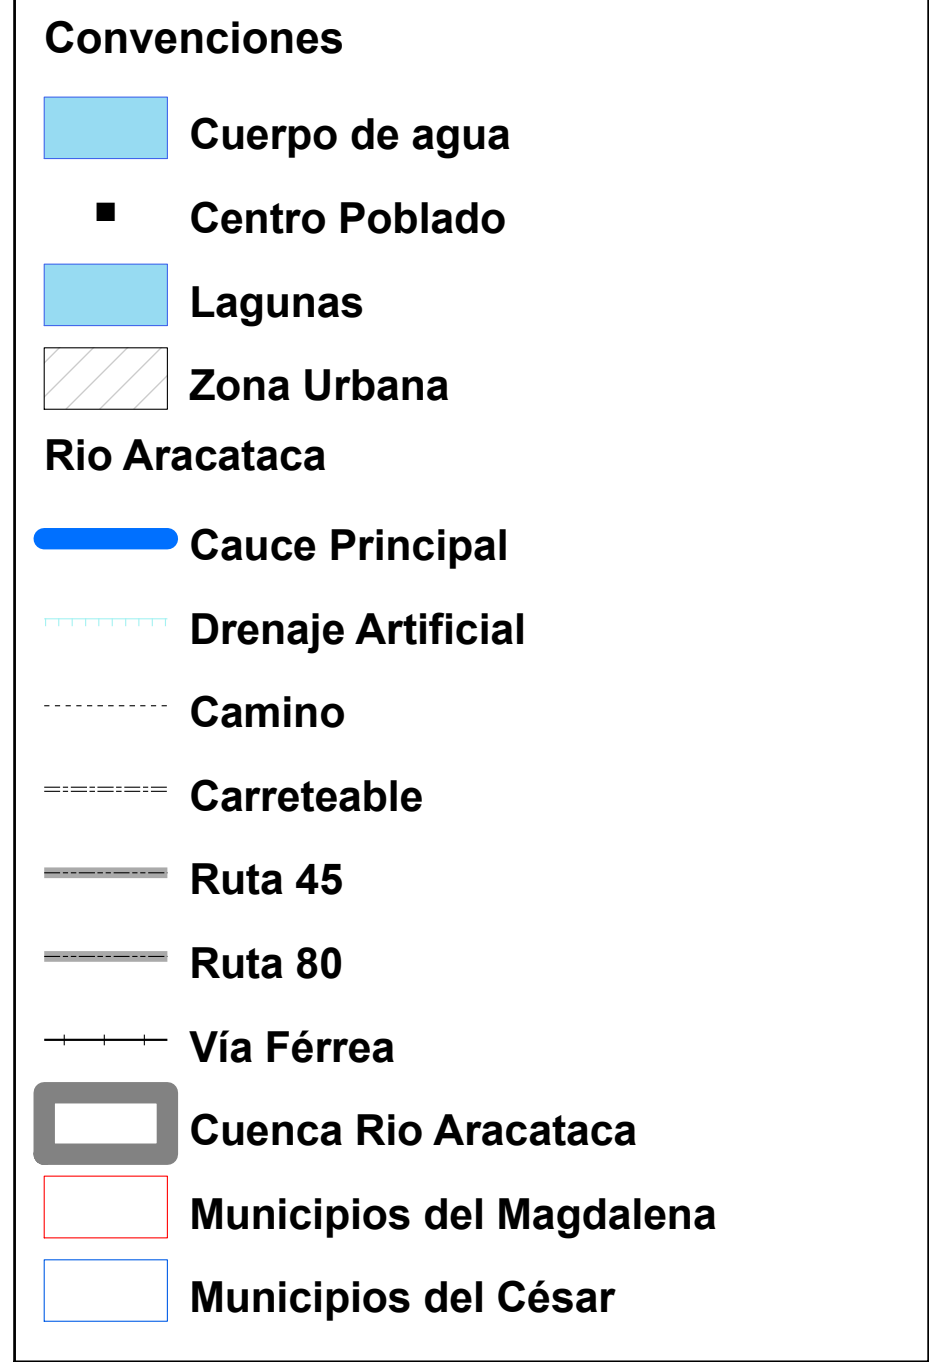 Convenciones
Cuerpo de agua
Centro Poblado
Lagunas
Zona Urbana
Rio Aracataca
Cauce Principal
Drenaje Artificial
Camino
Carreteable
Ruta 45
Ruta 80
Vía Férrea
Cuenca Rio Aracataca
Municipios del Magdalena
Municipios del César